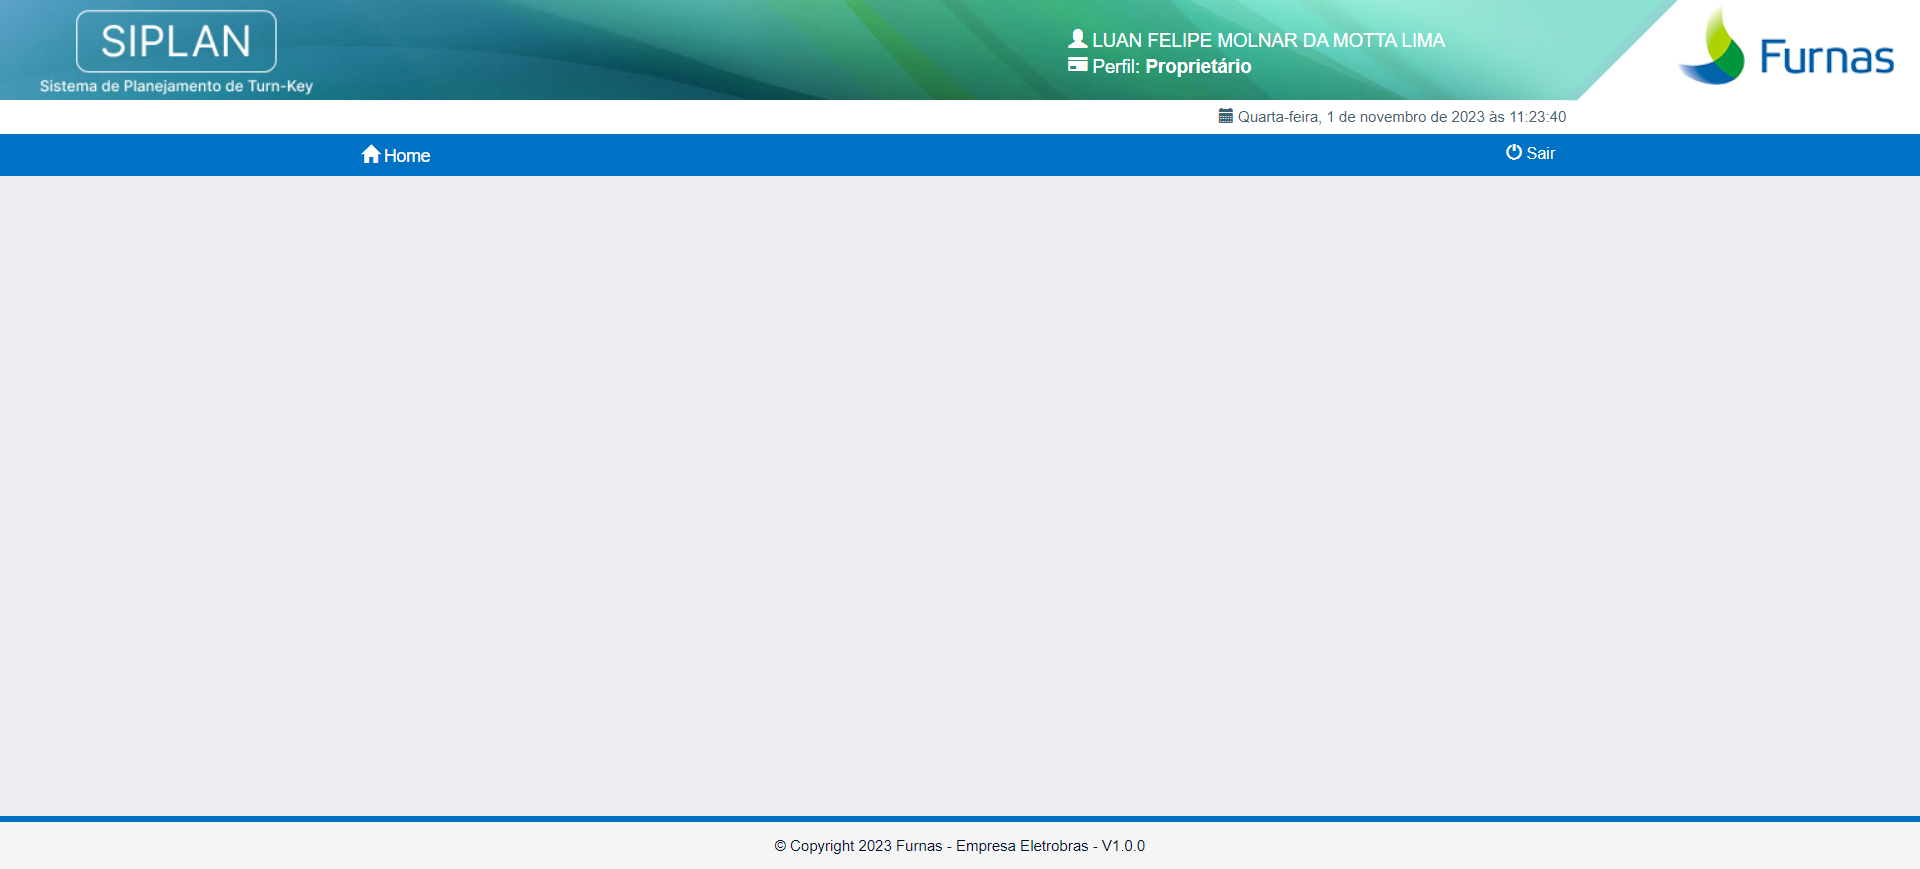 SIPLAN
Sistema de Planejamento de Turn-Key
LUAN FELIPE MOLNAR DA MOTTA LIMA
Perfil: Proprietário
Furnas
Quarta-feira, 1 de novembro de 2023 às 11:23:40
Home
Sair
© Copyright 2023 Furnas - Empresa Eletrobras - V1.0.0